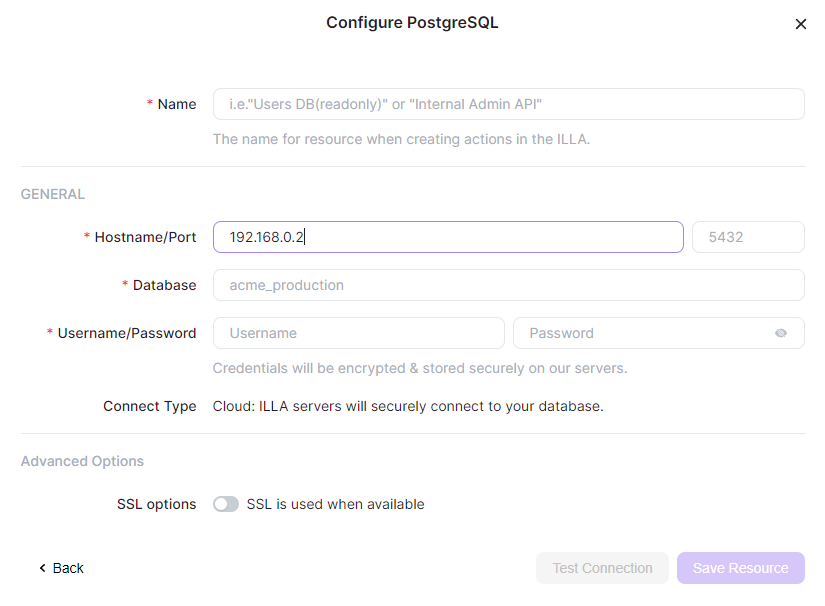 Configure PostgreSQL
* Name
i.e."Users DB(readonly)" or "Internal Admin API"
The name for resource when creating actions in the ILLA.
GENERAL
* Hostname/Port
192.168.0.2
5432
* Database
acme_production
* Username/Password
Username
Password
Credentials will be encrypted & stored securely on our servers.
Connect Type
Cloud: ILLA servers will securely connect to your database.
Advanced Options
SSL options
SSL is used when available
Back
Test Connection
Save Resource